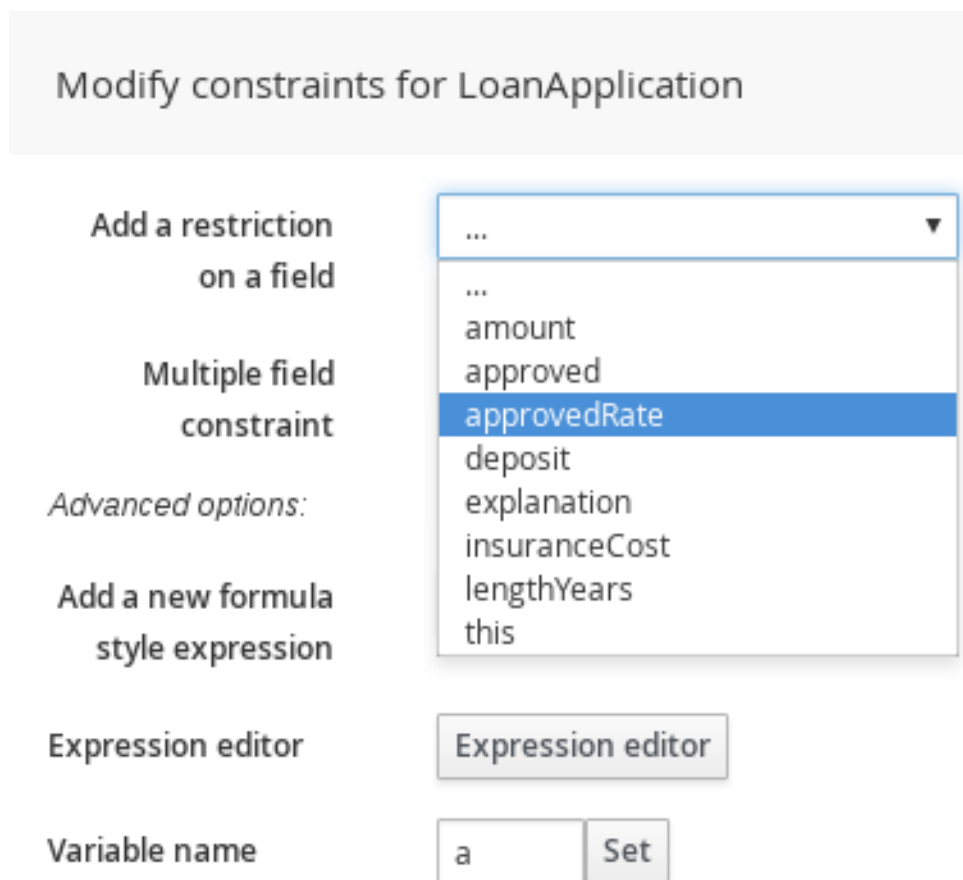 Modify constraints for LoanApplication
Add a restriction
on a field
...
▼
...
amount
approved
approvedRate
deposit
explanation
insuranceCost
lengthYears
this
Multiple field
constraint
Advanced options:
Add a new formula
style expression
Expression editor
Expression editor
Variable name
a
Set